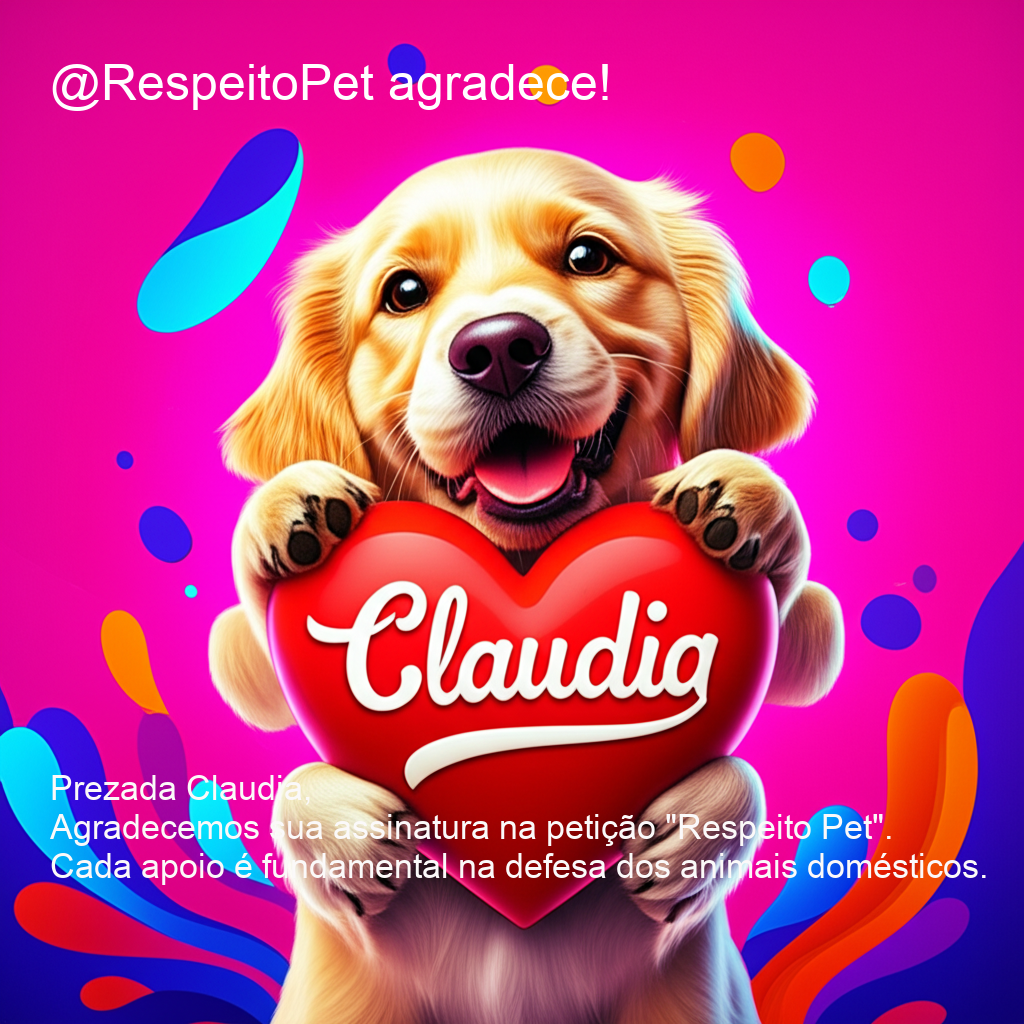 @RespeitoPet agradece!
Claudia
Prezada Claudia,
Agradecemos sua assinatura na petição "Respeito Pet".
Cada apoio é fundamental na defesa dos animais domésticos.